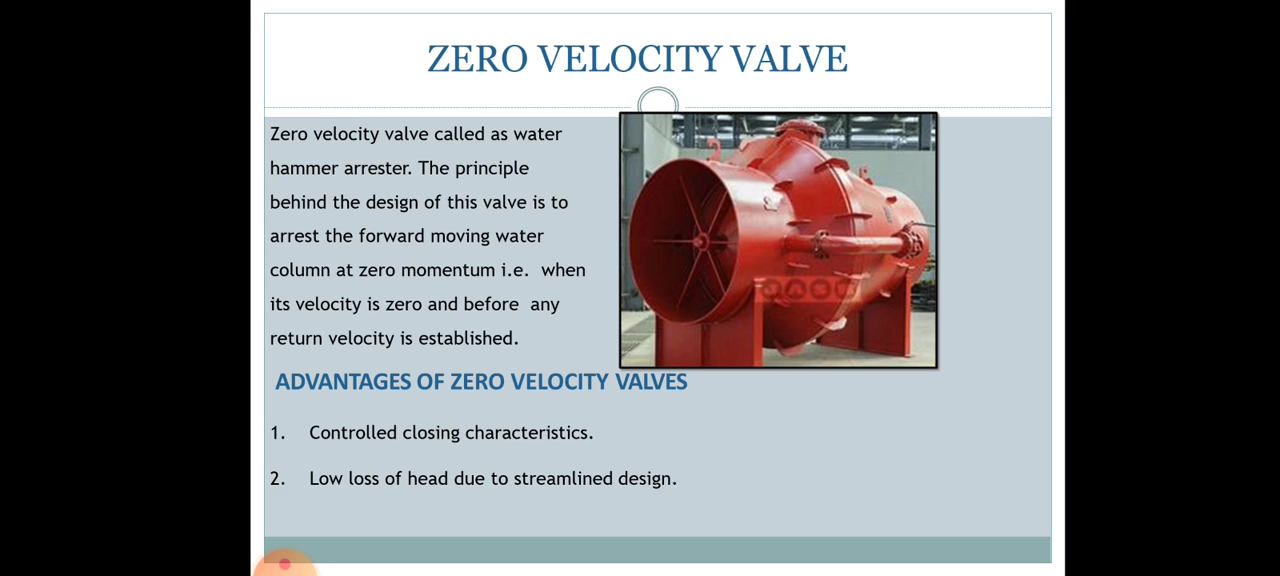 ZERO VELOCITY VALVE
Zero velocity valve called as water
hammer arrester. The principle
behind the design of this valve is to
arrest the forward moving water
column at zero momentum i.e. when
its velocity is zero and before any
return velocity is established.
ADVANTAGES OF ZERO VELOCITY VALVES
1. Controlled closing characteristics.
2. Low loss of head due to streamlined design.